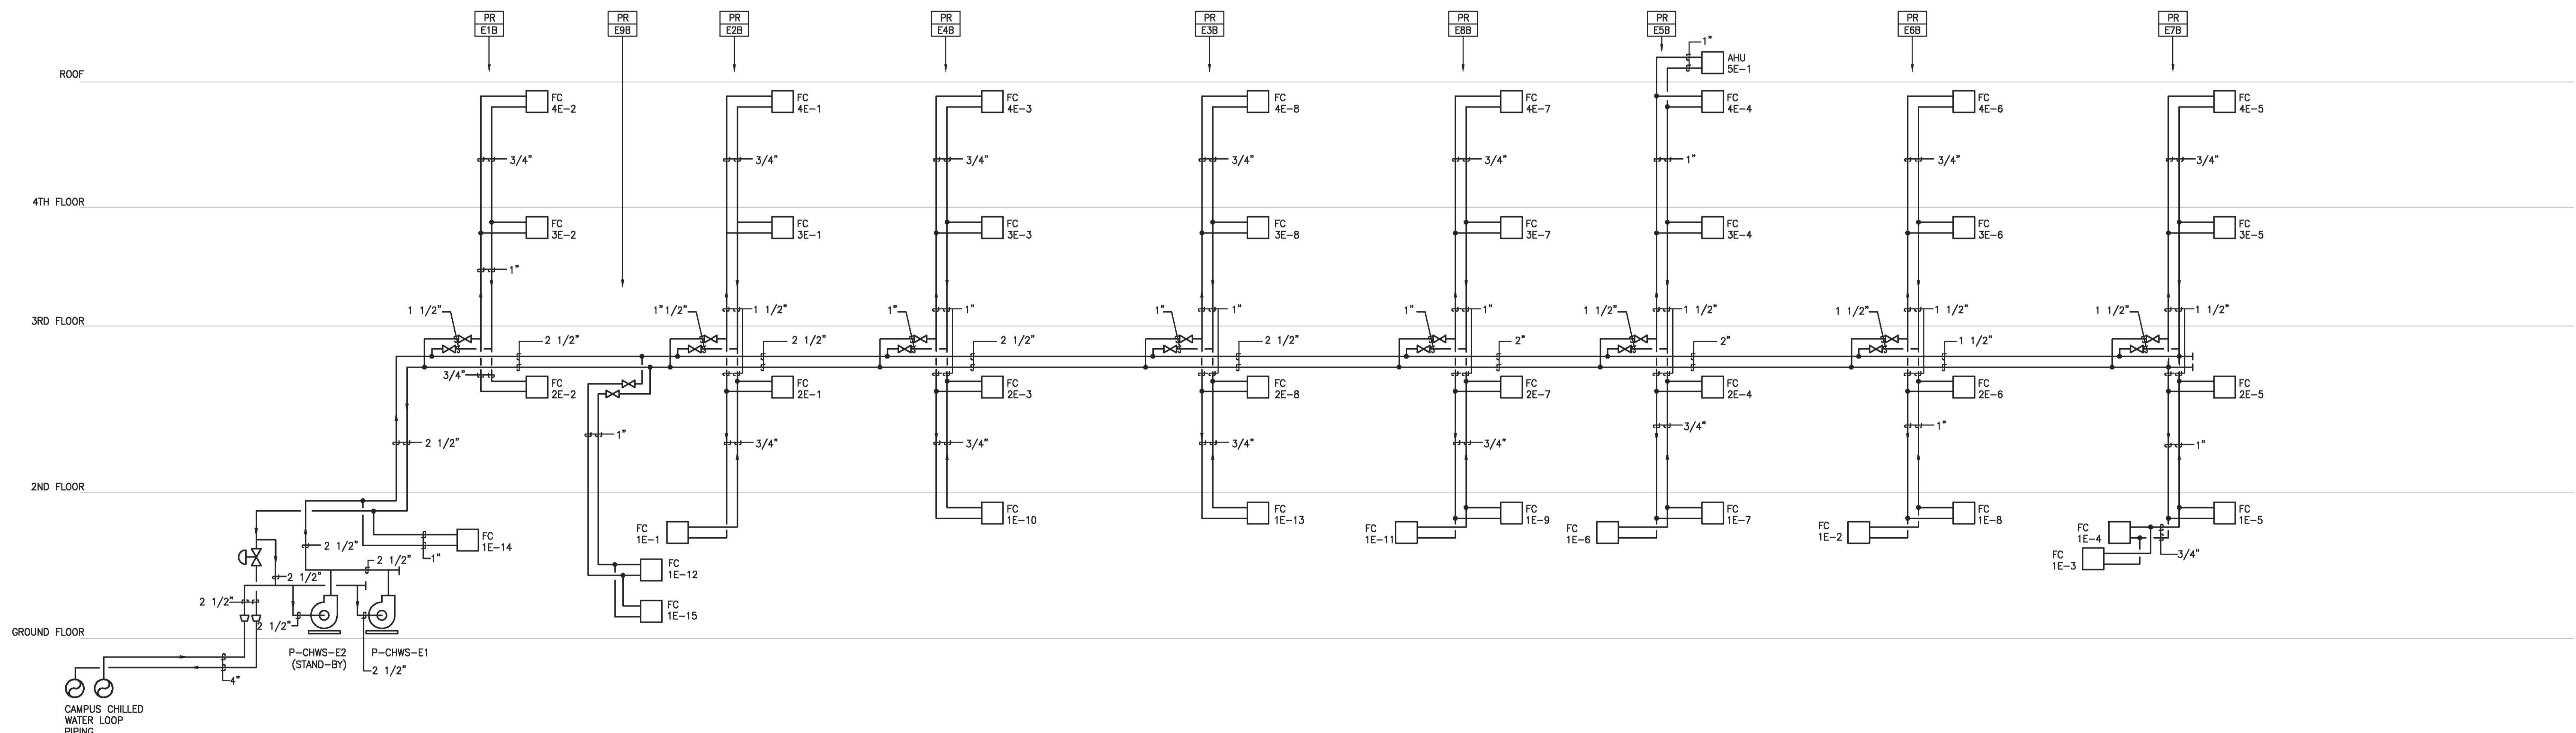 PR
E1B
PR
E9B
PR
E2B
PR
E4B
PR
E3B
PR
E8B
PR
E5B
PR
E6B
PR
E7B
1"
AHU
5E-1
ROOF
FC
4E-2
FC
4E-1
FC
4E-3
FC
4E-8
FC
4E-7
FC
4E-4
FC
4E-6
FC
4E-5
3/4"
3/4"
3/4"
3/4"
3/4"
1"
3/4"
3/4"
4TH FLOOR
FC
3E-2
FC
3E-1
FC
3E-3
FC
3E-8
FC
3E-7
FC
3E-4
FC
3E-6
FC
3E-5
1"
1 1/2"
1" 1/2"
1 1/2"
1"
1"
1"
1"
1"
1"
1 1/2"
1 1/2"
1 1/2"
1 1/2"
1 1/2"
1 1/2"
3RD FLOOR
2 1/2"
2 1/2"
2 1/2"
2 1/2"
2"
2"
1 1/2"
3/4"
FC
2E-2
FC
2E-1
FC
2E-3
FC
2E-8
FC
2E-7
FC
2E-4
FC
2E-6
FC
2E-5
2 1/2"
1"
3/4"
3/4"
3/4"
3/4"
3/4"
1"
1"
2ND FLOOR
FC
1E-14
FC
1E-1
FC
1E-10
FC
1E-13
FC
1E-11
FC
1E-9
FC
1E-6
FC
1E-7
FC
1E-2
FC
1E-8
FC
1E-4
FC
1E-5
FC
1E-3
3/4"
2 1/2"
2 1/2"
1"
2 1/2"
FC
1E-12
2 1/2"
FC
1E-15
2 1/2"
GROUND FLOOR
P-CHWS-E2
(STAND-BY)
P-CHWS-E1
2 1/2"
4"
CAMPUS CHILLED
WATER LOOP
PIPING